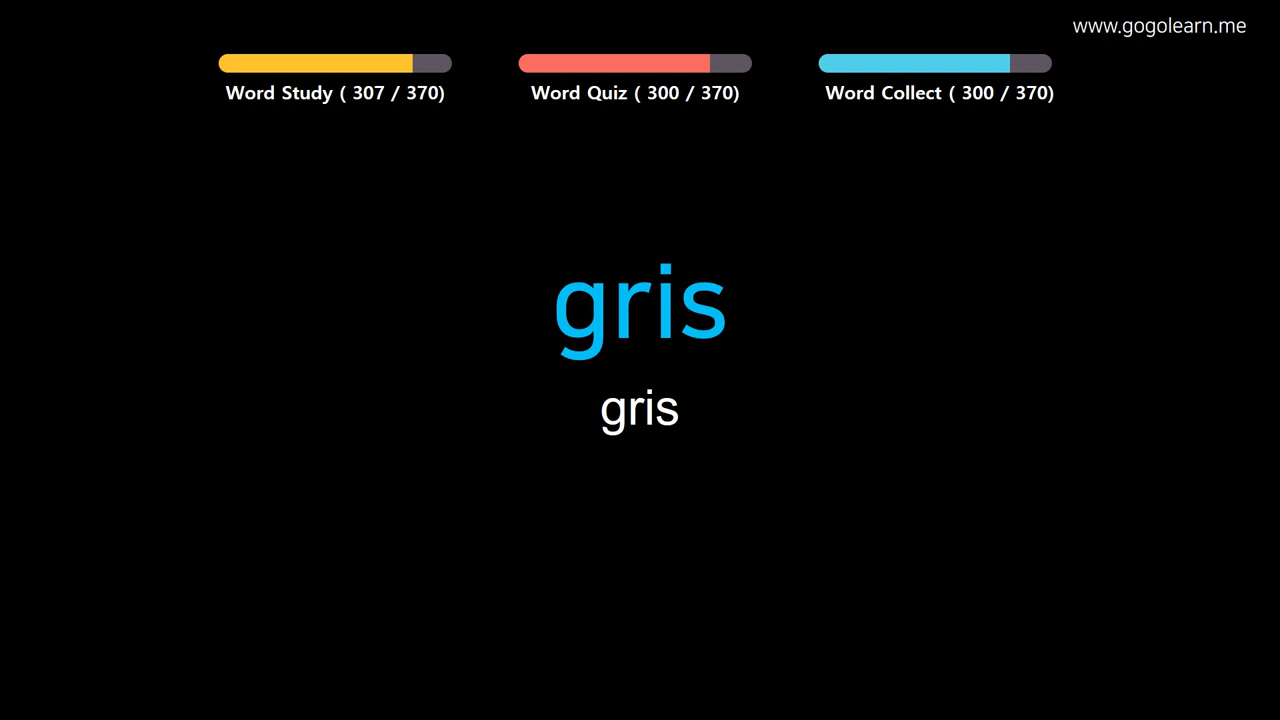 www.gogolearn.me
Word Study ( 307 / 370)
Word Quiz ( 300 / 370)
Word Collect ( 300 / 370)
gris
gris